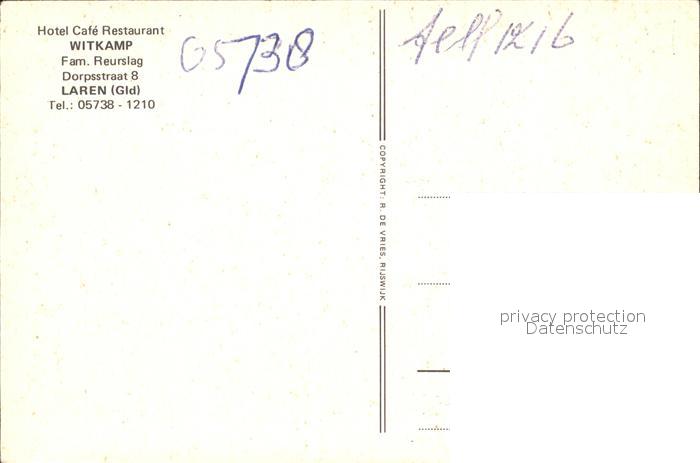 Hotel Café Restaurant
WITKAMP
Fam. Reurslag
Dorpsstraat 8
LAREN (Gld)
Tel.: 05738 - 1210
05738
COPYRIGHT: R. DE VRIES, RIJSWIJK
privacy protection
Datenschutz